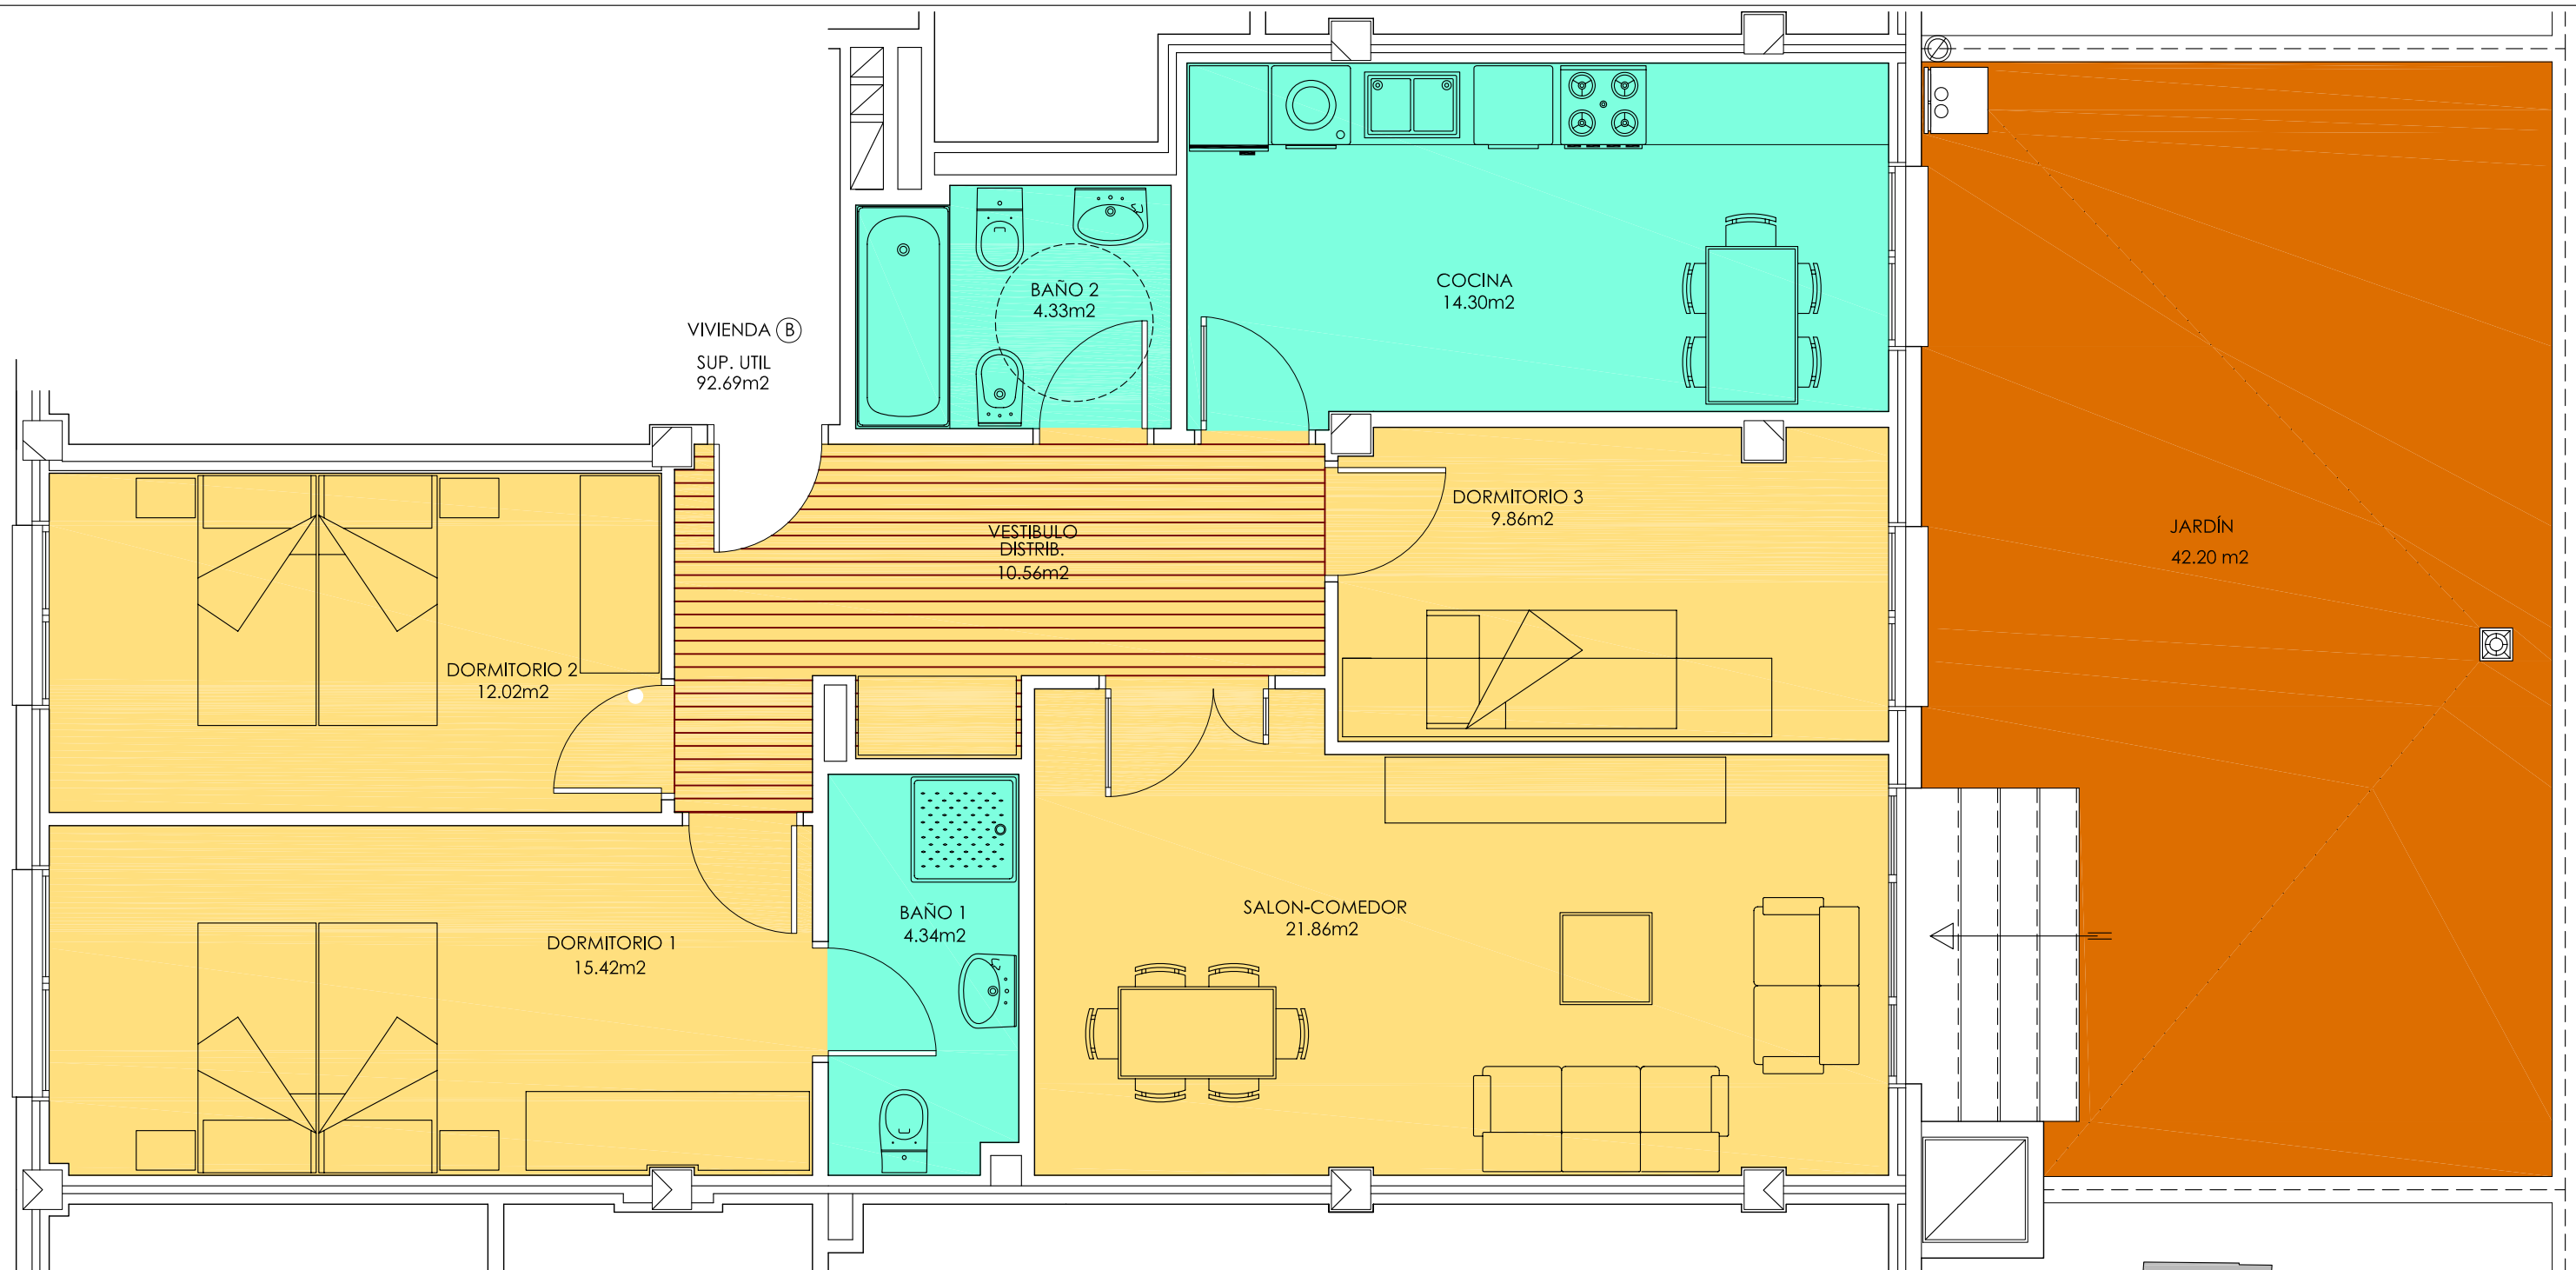 BAÑO 2
4.33m2
COCINA
14.30m2
VIVIENDA B
SUP. UTIL
92.69m2
DORMITORIO 3
9.86m2
VESTIBULO
DISTRIB.
10.56m2
JARDÍN
42.20 m2
DORMITORIO 2
12.02m2
BAÑO 1
4.34m2
SALON-COMEDOR
21.86m2
DORMITORIO 1
15.42m2